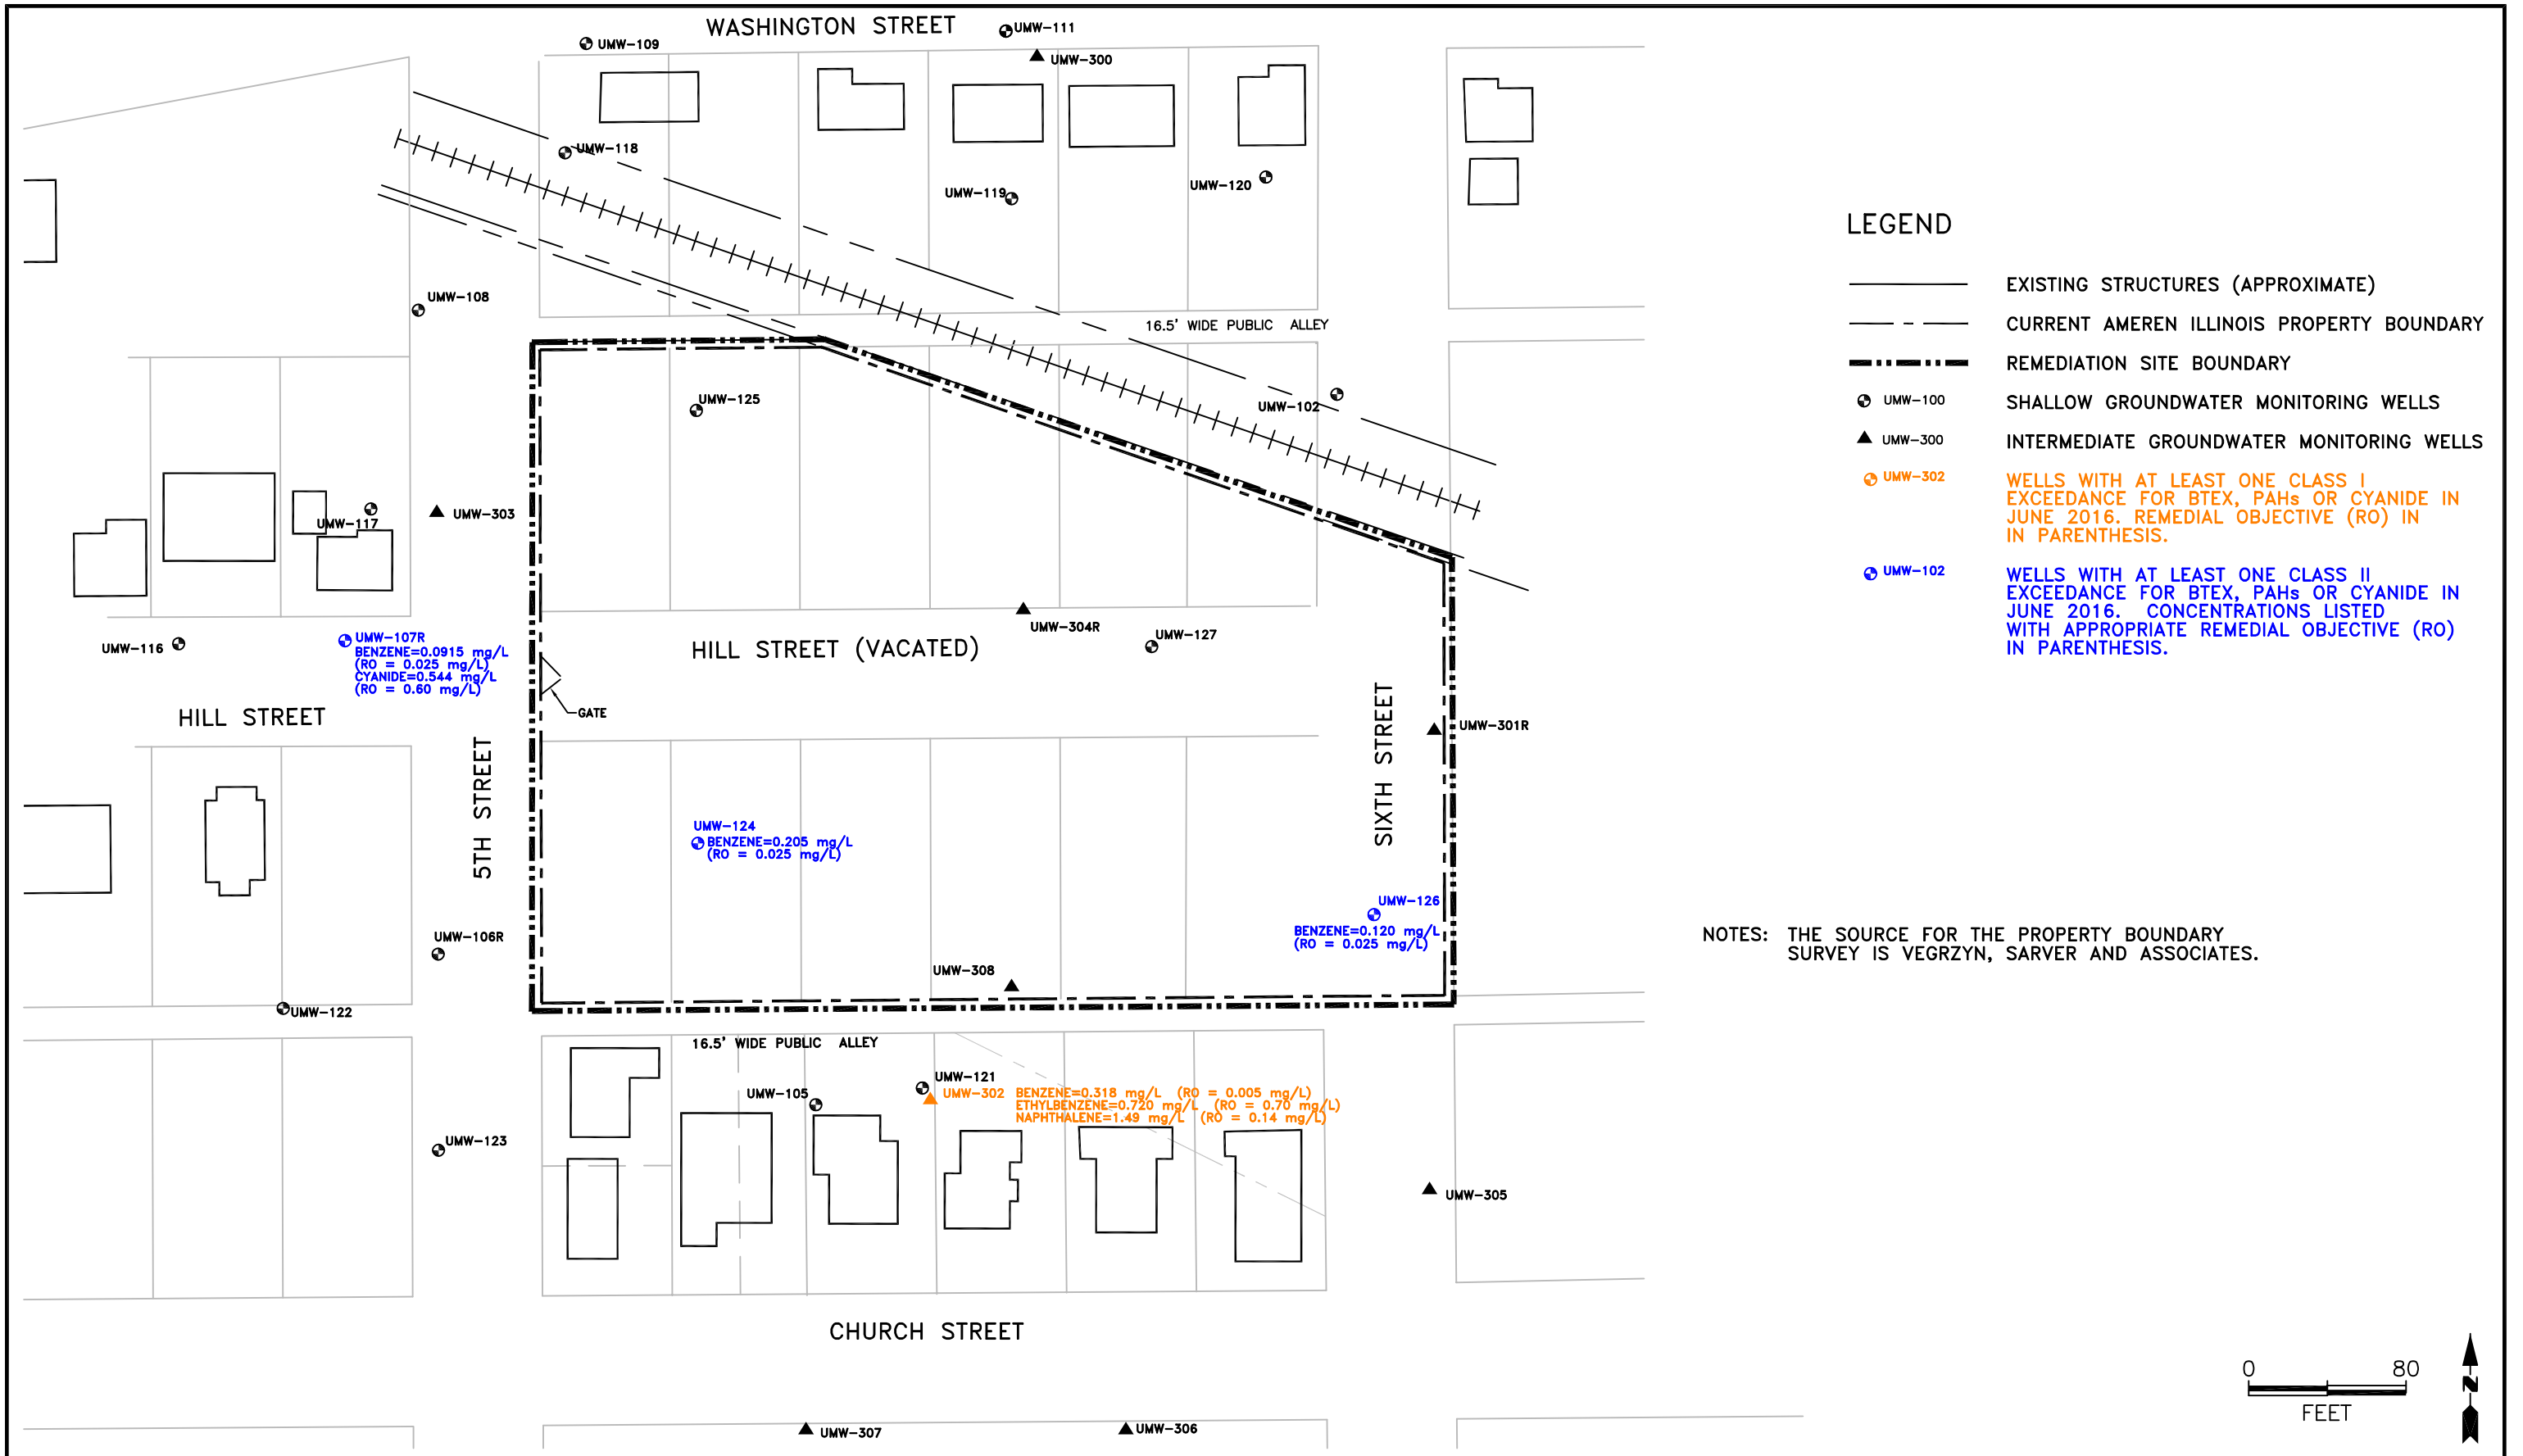 WASHINGTON STREET
UMW-109
UMW-111
UMW-300
UMW-118
UMW-119
UMW-120
UMW-108
16.5' WIDE PUBLIC ALLEY
UMW-125
UMW-102
UMW-303
UMW-117
UMW-304R
UMW-127
HILL STREET (VACATED)
UMW-116
UMW-107R
BENZENE=0.0915 mg/L
(RO = 0.025 mg/L)
CYANIDE=0.544 mg/L
(RO = 0.60 mg/L)
HILL STREET
GATE
5TH STREET
SIXTH STREET
UMW-301R
UMW-124
BENZENE=0.205 mg/L
(RO = 0.025 mg/L)
UMW-126
BENZENE=0.120 mg/L
(RO = 0.025 mg/L)
UMW-106R
UMW-308
UMW-122
16.5' WIDE PUBLIC ALLEY
UMW-121
UMW-105
UMW-302 BENZENE=0.318 mg/L (RO = 0.005 mg/L)
ETHYLBENZENE=0.720 mg/L (RO = 0.70 mg/L)
NAPHTHALENE=1.49 mg/L (RO = 0.14 mg/L)
UMW-123
UMW-305
CHURCH STREET
UMW-307
UMW-306
LEGEND
EXISTING STRUCTURES (APPROXIMATE)
CURRENT AMEREN ILLINOIS PROPERTY BOUNDARY
REMEDIATION SITE BOUNDARY
UMW-100 SHALLOW GROUNDWATER MONITORING WELLS
UMW-300 INTERMEDIATE GROUNDWATER MONITORING WELLS
UMW-302 WELLS WITH AT LEAST ONE CLASS I
EXCEEDANCE FOR BTEX, PAHs OR CYANIDE IN
JUNE 2016. REMEDIAL OBJECTIVE (RO) IN
IN PARENTHESIS.
UMW-102 WELLS WITH AT LEAST ONE CLASS II
EXCEEDANCE FOR BTEX, PAHs OR CYANIDE IN
JUNE 2016. CONCENTRATIONS LISTED
WITH APPROPRIATE REMEDIAL OBJECTIVE (RO)
IN PARENTHESIS.
NOTES: THE SOURCE FOR THE PROPERTY BOUNDARY
SURVEY IS VEGRZYN, SARVER AND ASSOCIATES.
0 80
FEET
N